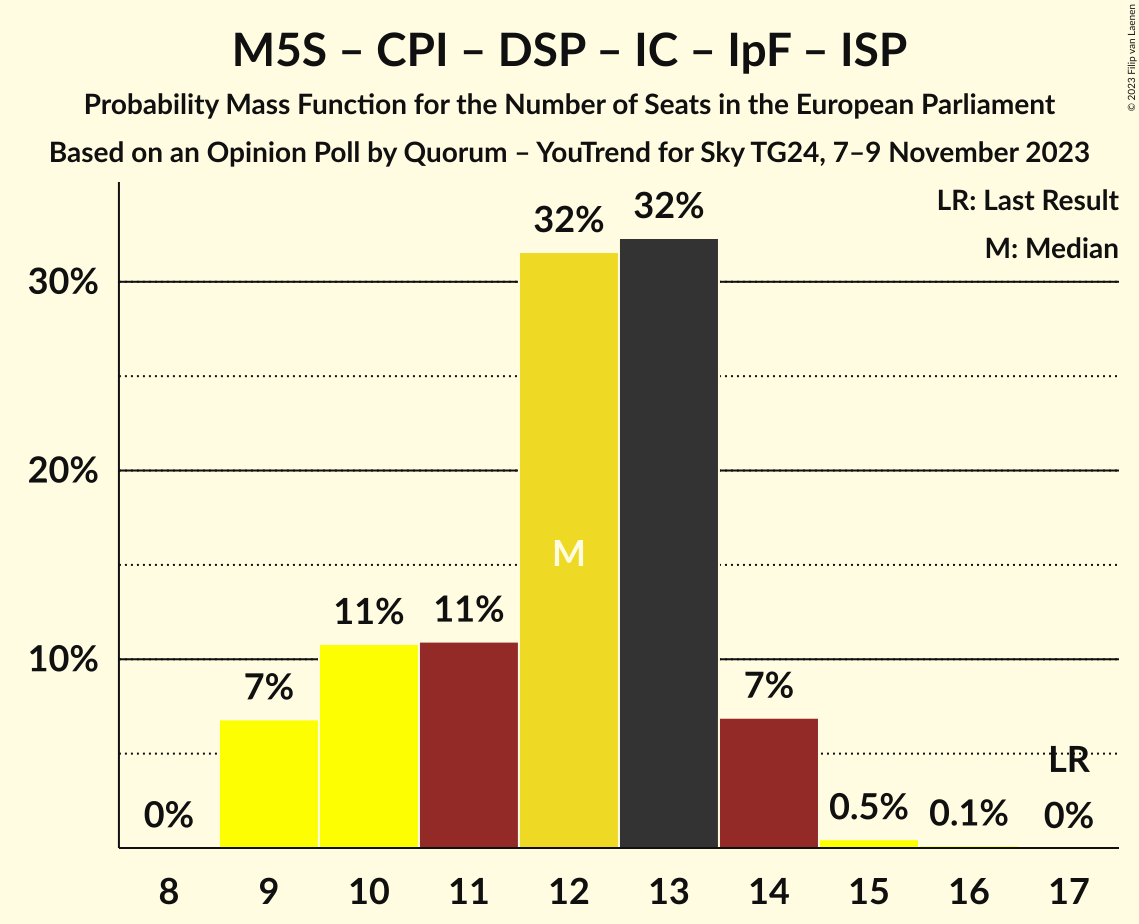 M5S – CPI – DSP – IC – IpF – ISP
Probability Mass Function for the Number of Seats in the European Parliament
Based on an Opinion Poll by Quorum – YouTrend for Sky TG24, 7–9 November 2023
© 2023 Filip van Laenen
LR: Last Result
M: Median
30%
20%
10%
0%
7%
11%
11%
32%
M
32%
7%
0.5%
0.1%
LR
0%
8 9 10 11 12 13 14 15 16 17